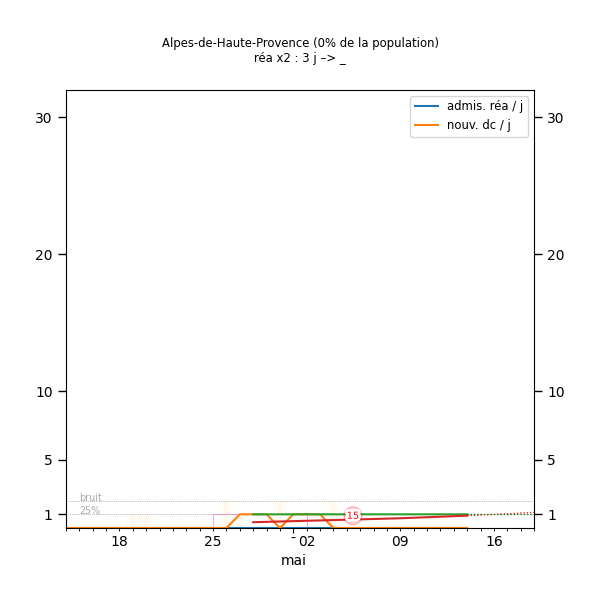 Alpes-de-Haute-Provence (0% de la population)
réa x2 : 3 j –> _
admis. réa / j
nouv. dc / j
30
30
20
20
10
10
5
5
bruit
25%
1
1
15
18
25
02
09
16
mai